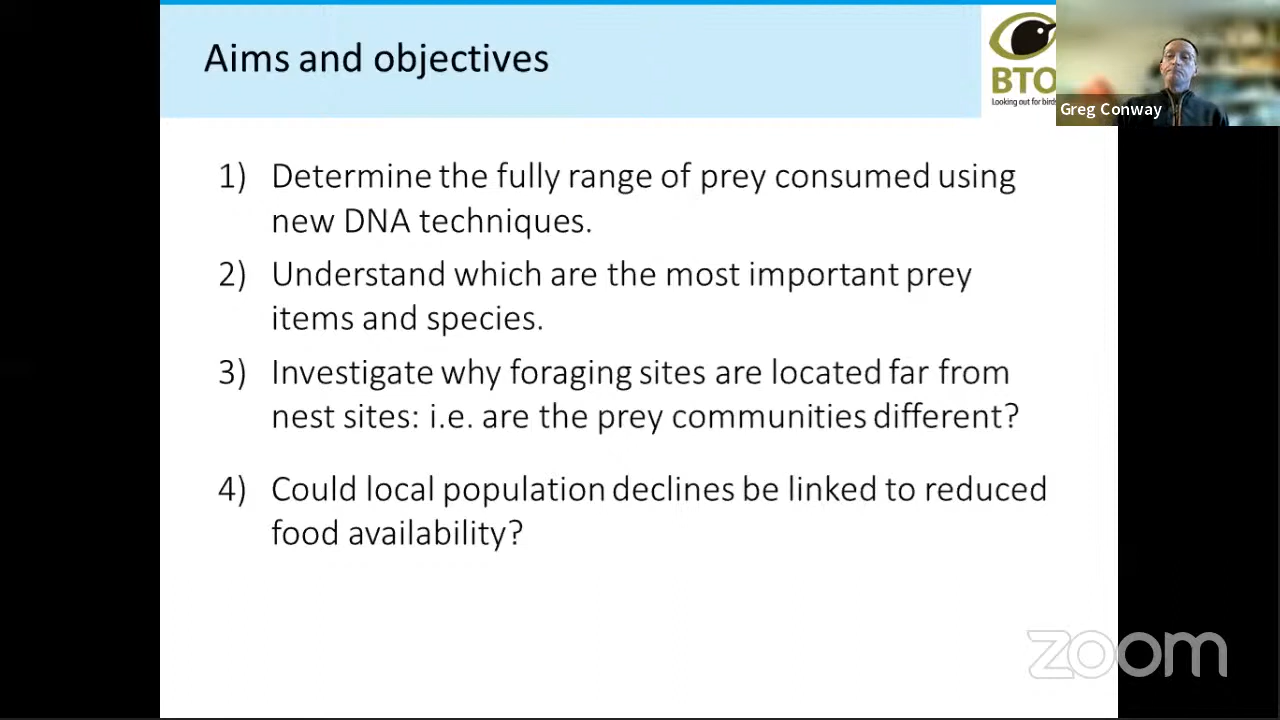 Aims and objectives
BTO
Looking out for birds
Greg Conway
1) Determine the fully range of prey consumed using
new DNA techniques.
2) Understand which are the most important prey
items and species.
3) Investigate why foraging sites are located far from
nest sites: i.e. are the prey communities different?
4) Could local population declines be linked to reduced
food availability?
zoom